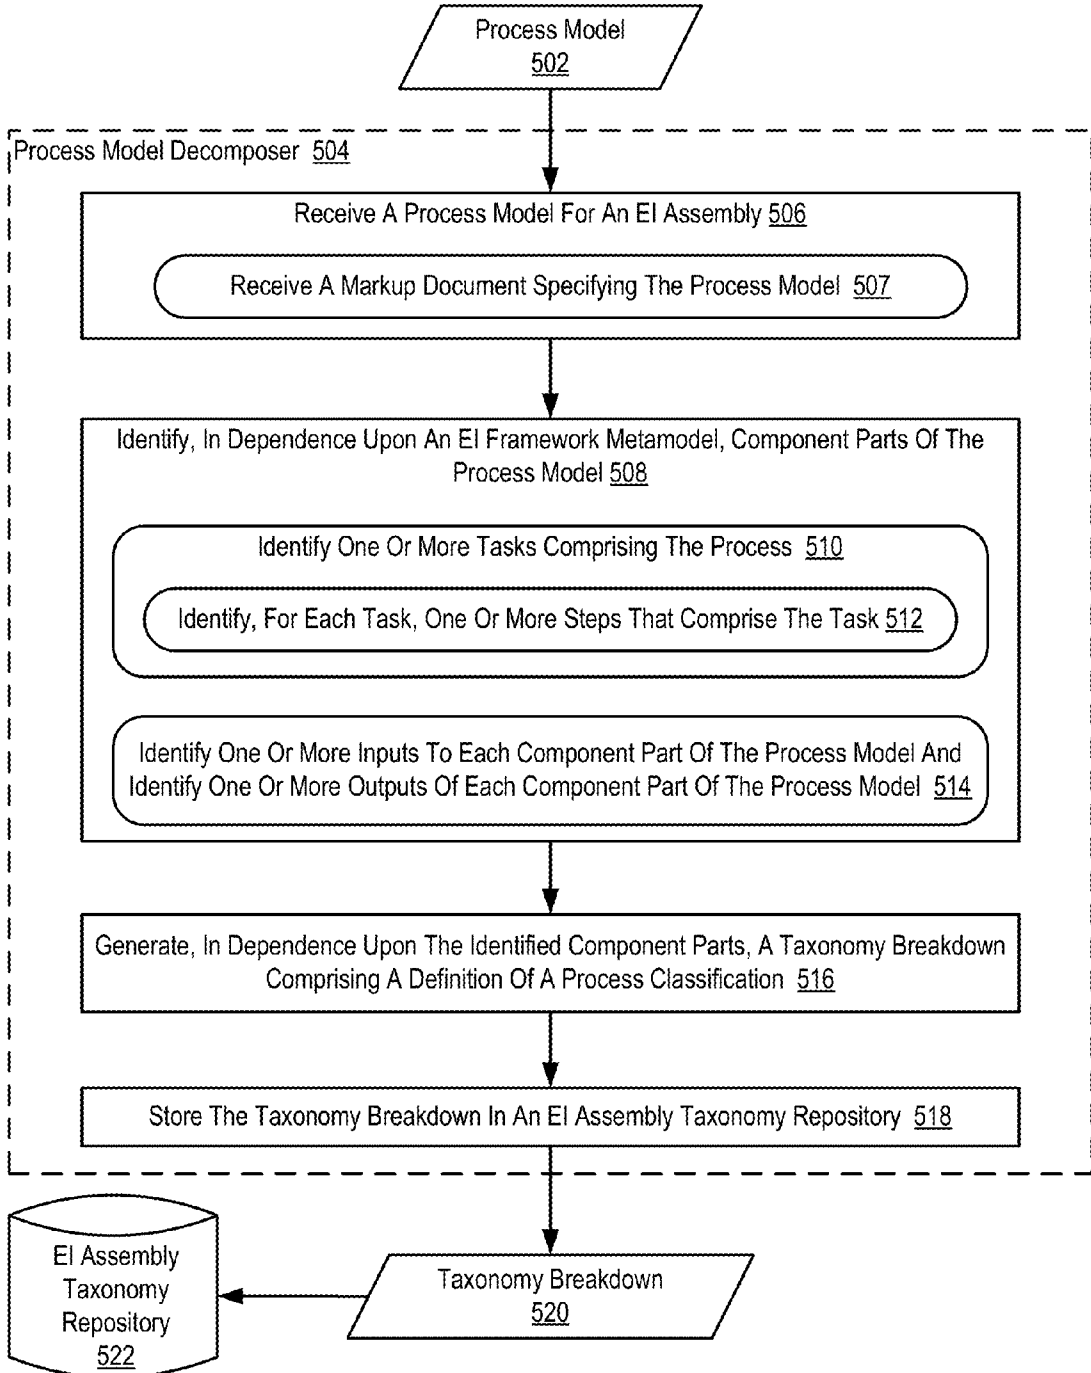 Process Model
502
Process Model Decomposer 504
Receive A Process Model For An EI Assembly 506
Receive A Markup Document Specifying The Process Model 507
Identify, In Dependence Upon An EI Framework Metamodel, Component Parts Of The
Process Model 508
Identify One Or More Tasks Comprising The Process 510
Identify, For Each Task, One Or More Steps That Comprise The Task 512
Identify One Or More Inputs To Each Component Part Of The Process Model And
Identify One Or More Outputs Of Each Component Part Of The Process Model 514
Generate, In Dependence Upon The Identified Component Parts, A Taxonomy Breakdown
Comprising A Definition Of A Process Classification 516
Store The Taxonomy Breakdown In An EI Assembly Taxonomy Repository 518
EI Assembly
Taxonomy
Repository
522
Taxonomy Breakdown
520